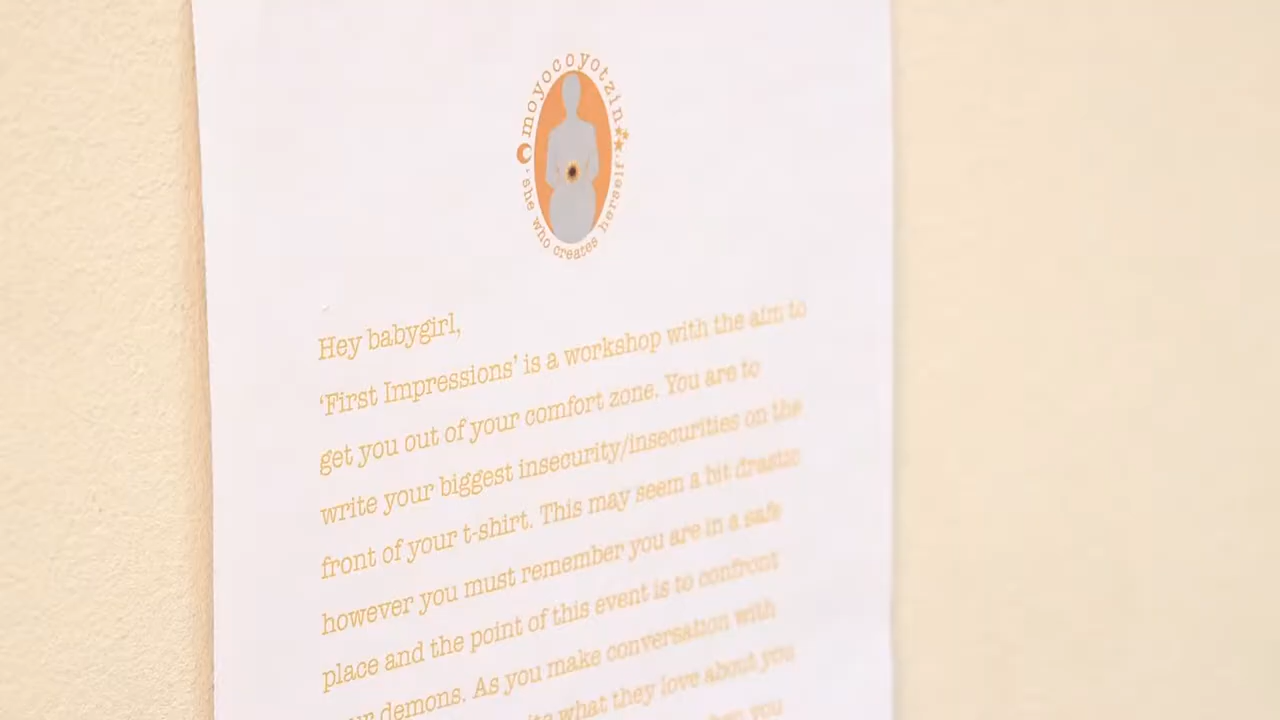 moyocoyotzin
she who creates herself
Hey babygirl,
‘First Impressions’ is a workshop with the aim to
get you out of your comfort zone. You are to
write your biggest insecurity/insecurities on the
front of your t-shirt. This may seem a bit drastic
however you must remember you are in a safe
place and the point of this event is to confront
demons. As you make conversation with
what they love about you
you